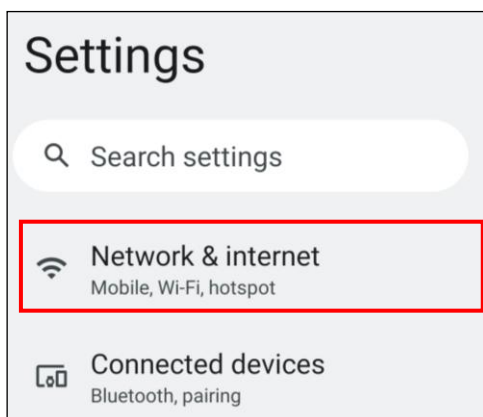 Settings
Search settings
Network & internet
Mobile, Wi-Fi, hotspot
Connected devices
Bluetooth, pairing